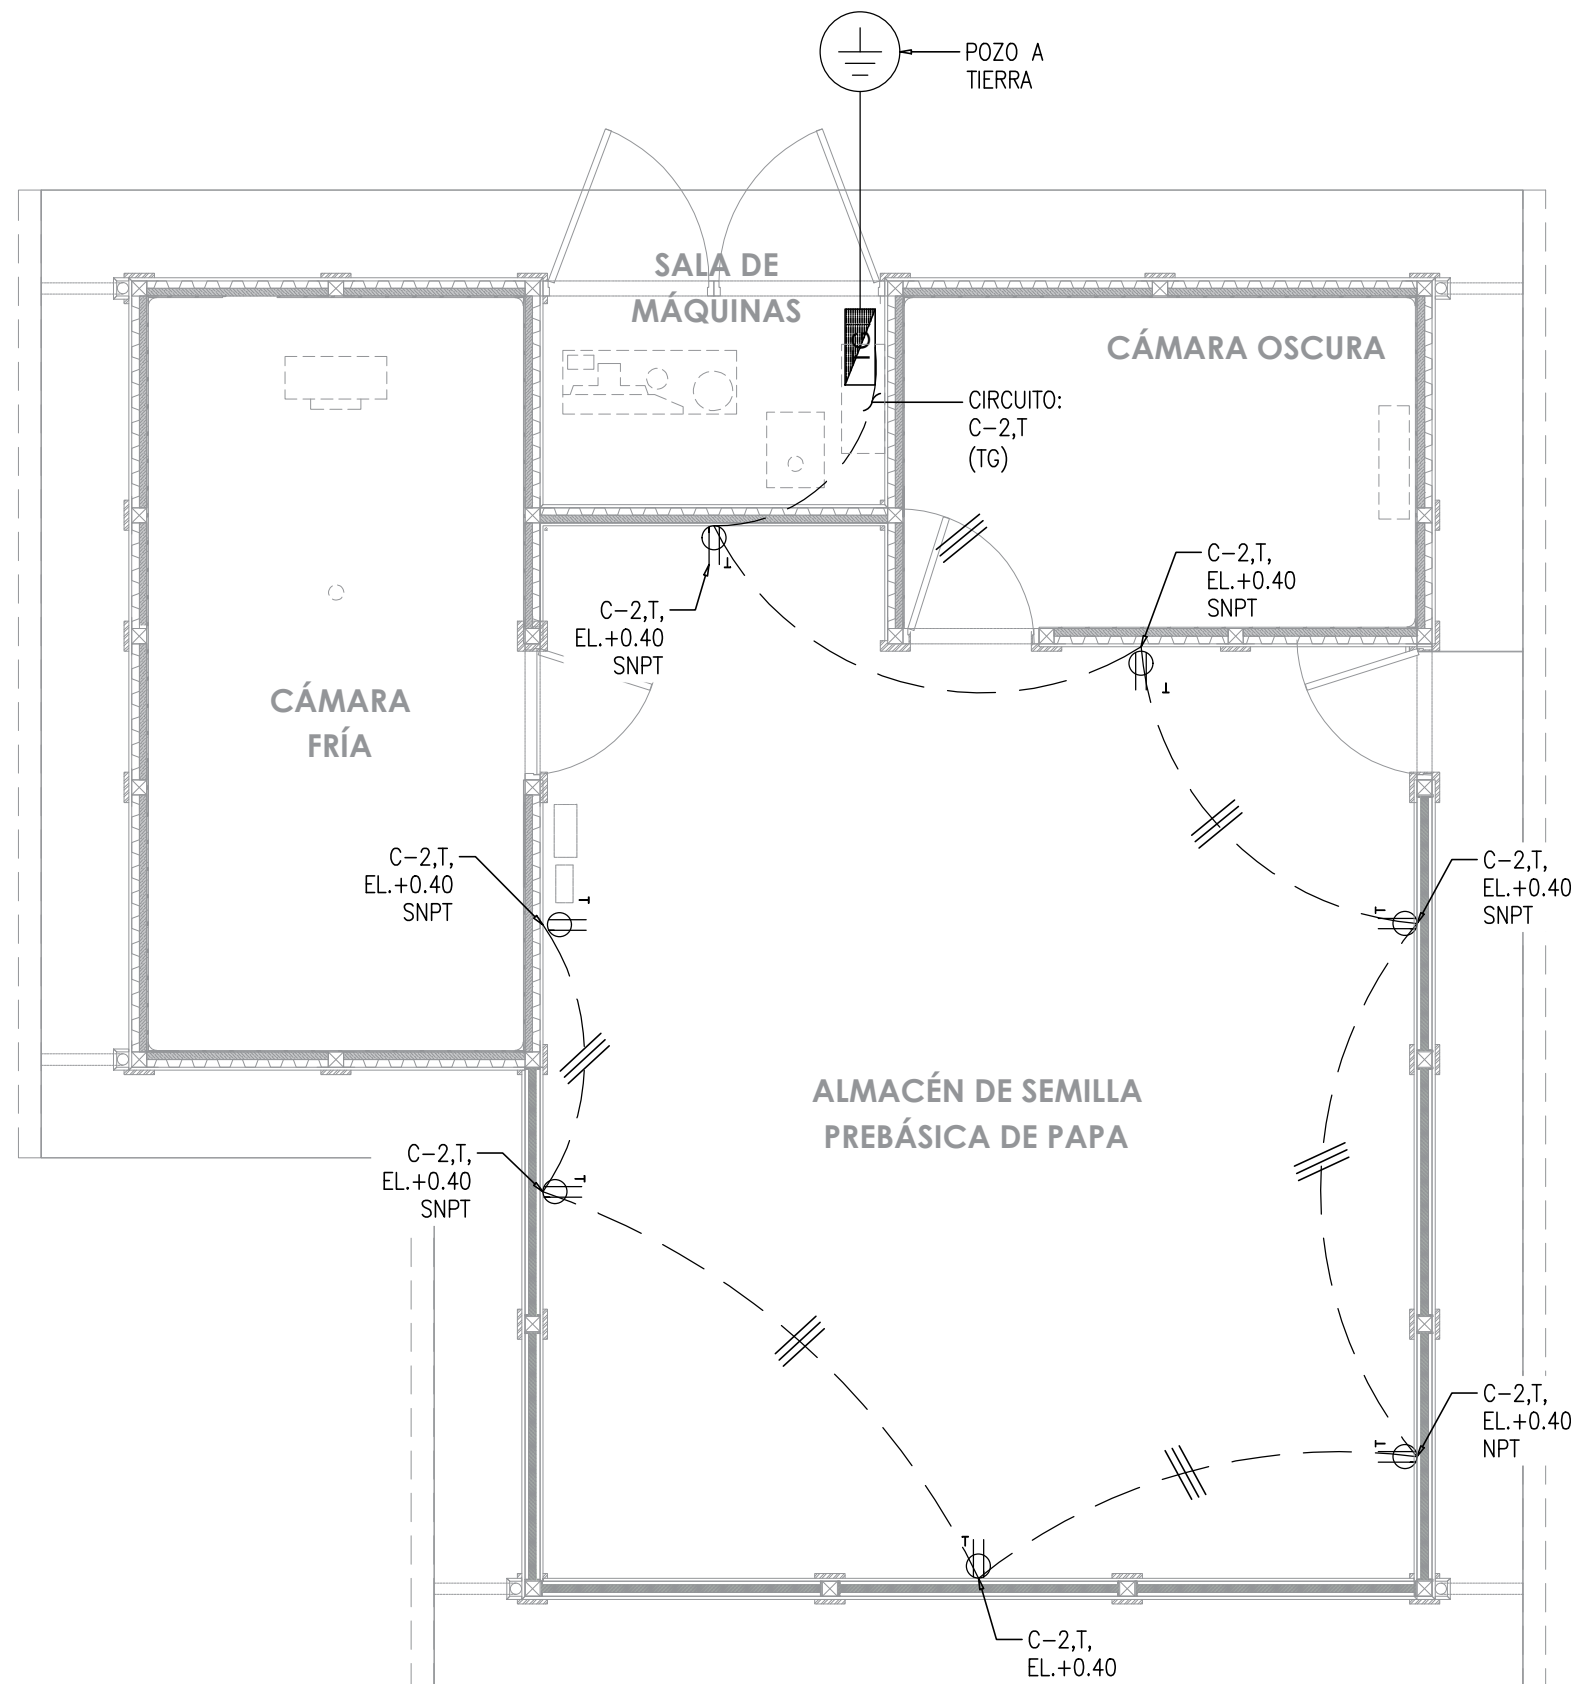 POZO A
TIERRA
SALA DE
MÁQUINAS
TG
CÁMARA OSCURA
CIRCUITO:
C-2,T
(TG)
C-2,T,
EL.+0.40
SNPT
T
C-2,T,
EL.+0.40
SNPT
T
CÁMARA
FRÍA
C-2,T,
EL.+0.40
SNPT
T
C-2,T,
EL.+0.40
SNPT
T
ALMACÉN DE SEMILLA
PREBÁSICA DE PAPA
C-2,T,
EL.+0.40
SNPT
T
C-2,T,
EL.+0.40
NPT
T
T
C-2,T,
EL.+0.40